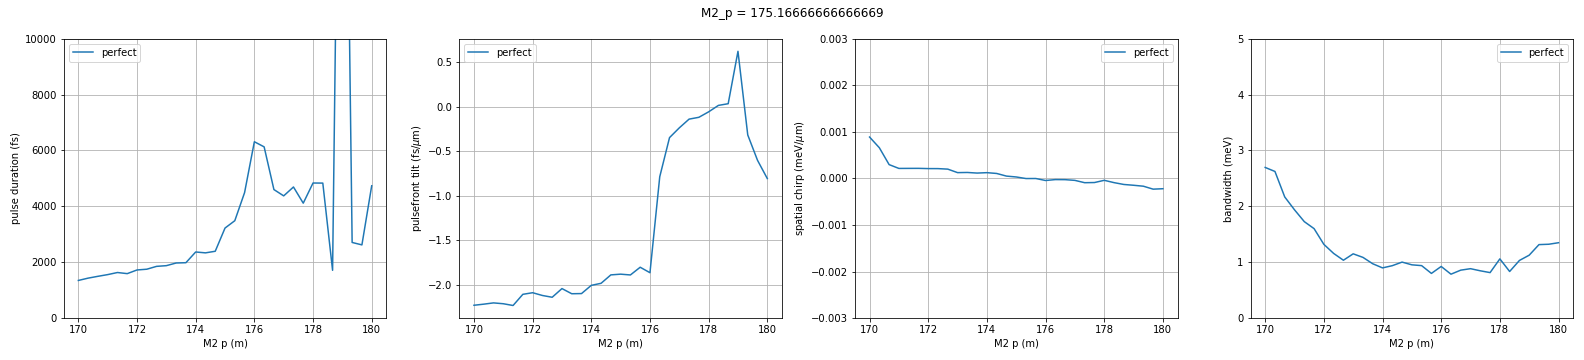 M2_p = 175.16666666666669
perfect
pulse duration (fs)
10000
8000
6000
4000
2000
0
170 172 174 176 178 180
M2 p (m)
perfect
pulsefront tilt (fs/μm)
0.5
0.0
−0.5
−1.0
−1.5
−2.0
170 172 174 176 178 180
M2 p (m)
perfect
spatial chirp (meV/μm)
0.003
0.002
0.001
0.000
−0.001
−0.002
−0.003
170 172 174 176 178 180
M2 p (m)
perfect
bandwidth (meV)
5
4
3
2
1
0
170 172 174 176 178 180
M2 p (m)